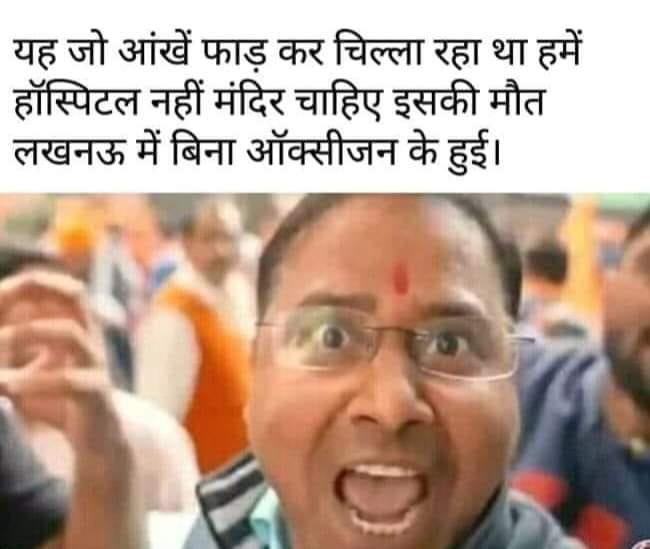 यह जो आंखें फाड़ कर चिल्ला रहा था हमें
हॉस्पिटल नहीं मंदिर चाहिए इसकी मौत
लखनऊ में बिना ऑक्सीजन के हुई।